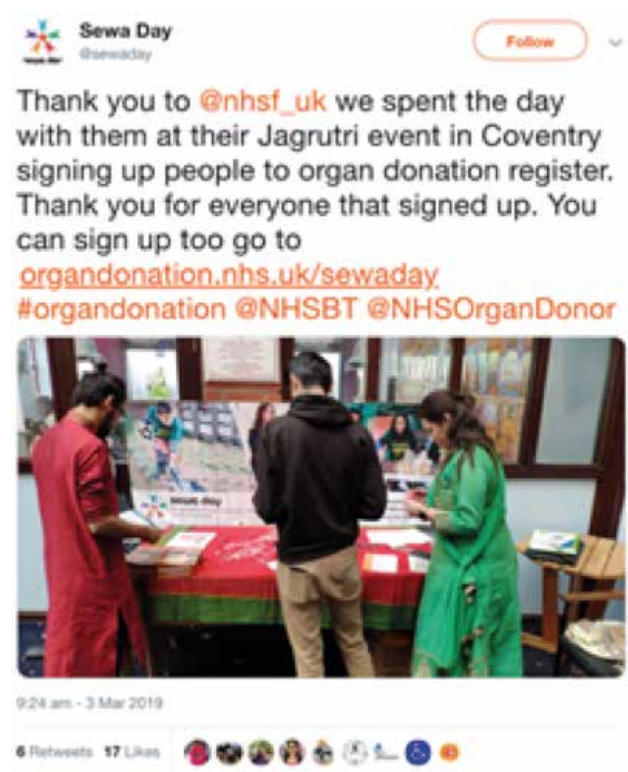 Sewa Day
@sewaday
Follow
Thank you to @nhsf_uk we spent the day
with them at their Jagrutri event in Coventry
signing up people to organ donation register.
Thank you for everyone that signed up. You
can sign up too go to
organdonation.nhs.uk/sewaday
#organdonation @NHSBT @NHSOrganDonor
sewa day
9:24 am - 3 Mar 2019
6 Retweets 17 Likes